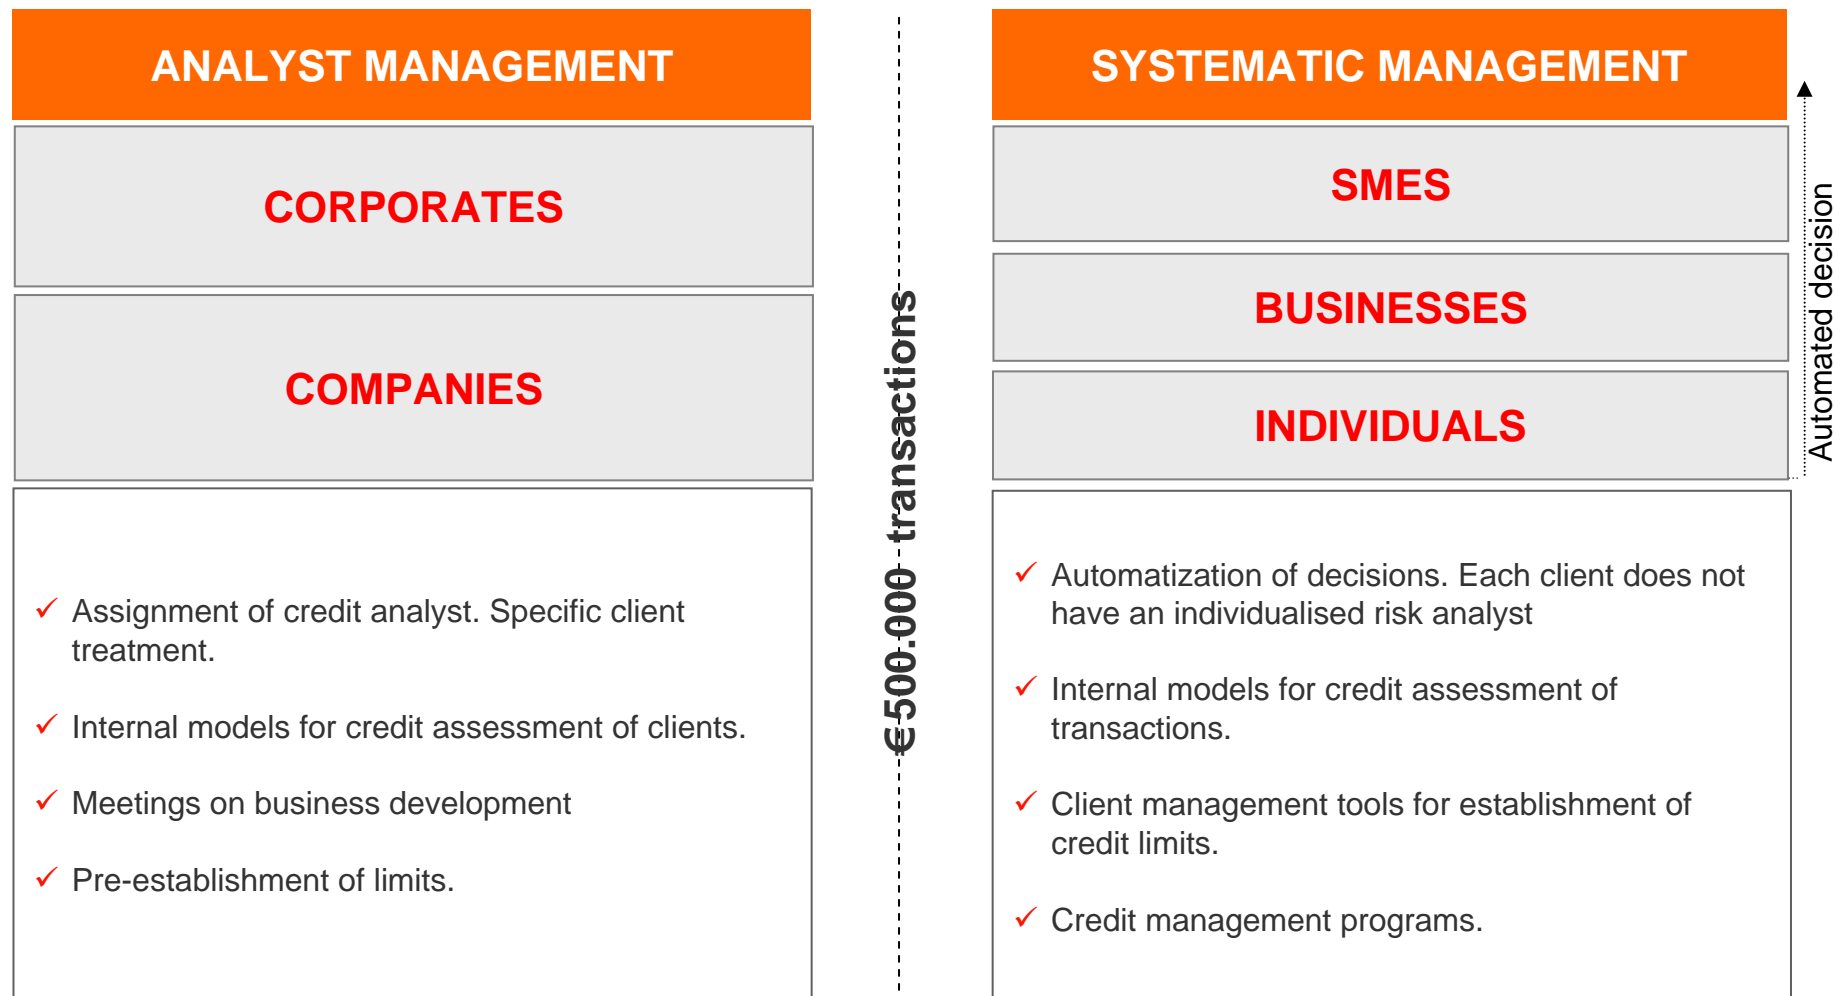 ANALYST MANAGEMENT
CORPORATES
COMPANIES
✓ Assignment of credit analyst. Specific client
treatment.
✓ Internal models for credit assessment of clients.
✓ Meetings on business development
✓ Pre-establishment of limits.
€500.000 transactions
SYSTEMATIC MANAGEMENT
SMES
BUSINESSES
INDIVIDUALS
Automated decision
✓ Automatization of decisions. Each client does not
have an individualised risk analyst
✓ Internal models for credit assessment of
transactions.
✓ Client management tools for establishment of
credit limits.
✓ Credit management programs.